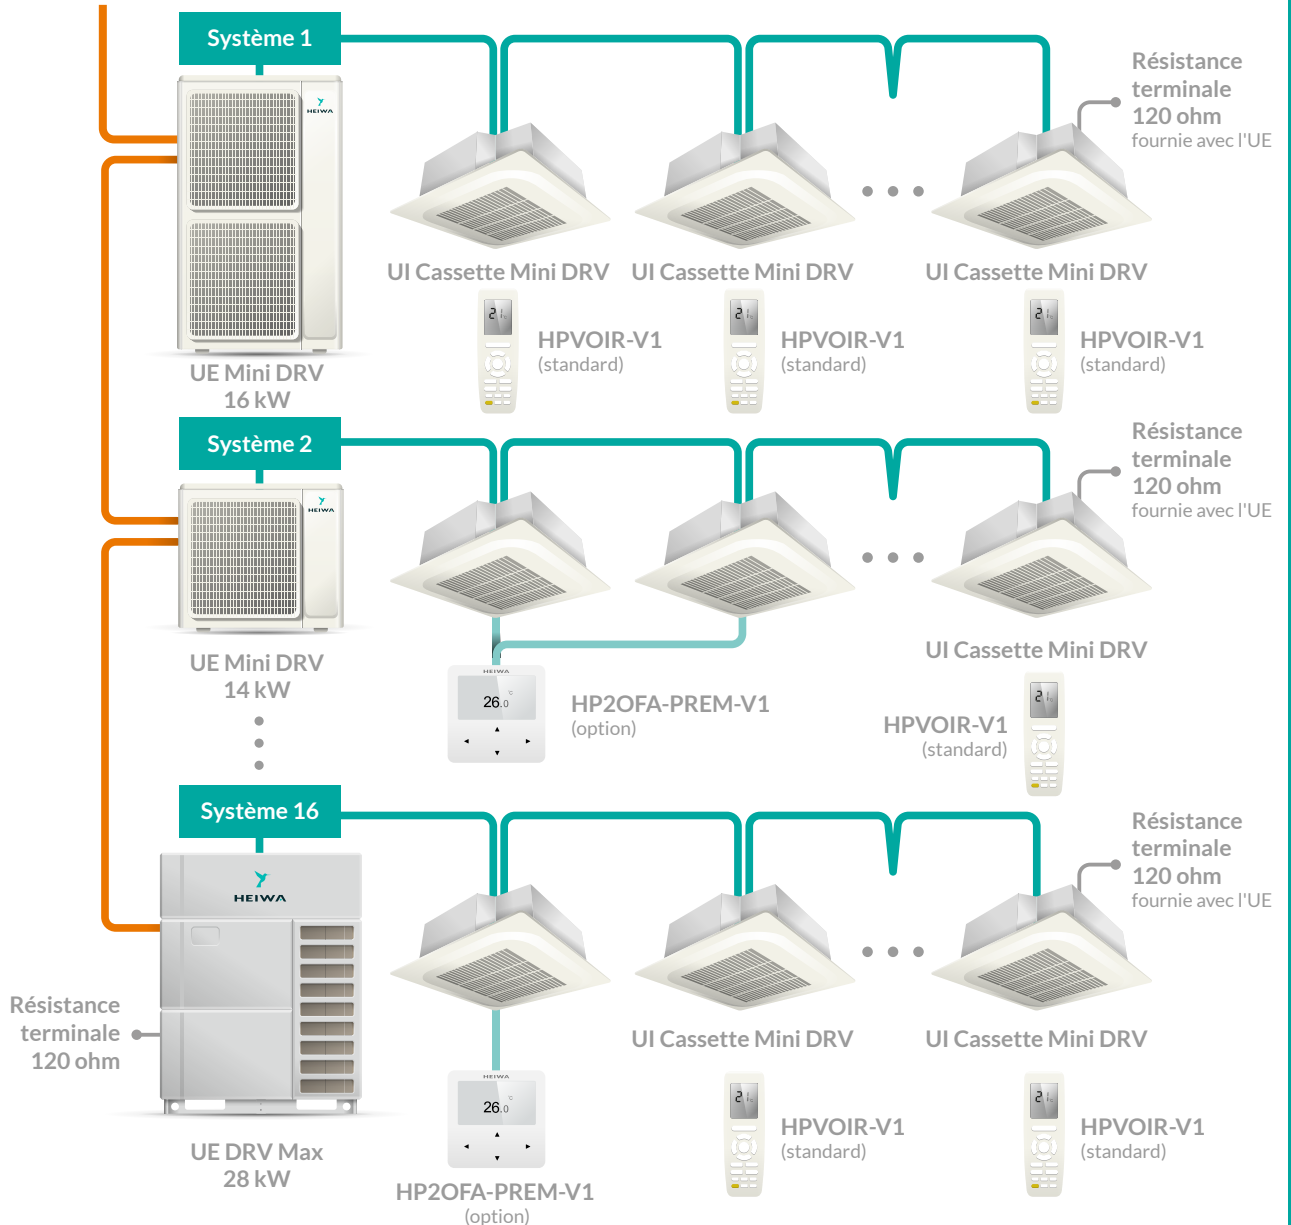 Système 1
HEIWA
Résistance
terminale
120 ohm
fournie avec l'UE
UI Cassette Mini DRV
UI Cassette Mini DRV
UI Cassette Mini DRV
HPVOIR-V1
(standard)
HPVOIR-V1
(standard)
HPVOIR-V1
(standard)
UE Mini DRV
16 kW
Système 2
HEIWA
Résistance
terminale
120 ohm
fournie avec l'UE
UI Cassette Mini DRV
UE Mini DRV
14 kW
HEIWA
26.0 °C
HP2OFA-PREM-V1
(option)
HPVOIR-V1
(standard)
Système 16
HEIWA
Résistance
terminale
120 ohm
fournie avec l'UE
Résistance
terminale
120 ohm
UI Cassette Mini DRV
UI Cassette Mini DRV
HEIWA
26.0 °C
HPVOIR-V1
(standard)
HPVOIR-V1
(standard)
UE DRV Max
28 kW
HP2OFA-PREM-V1
(option)